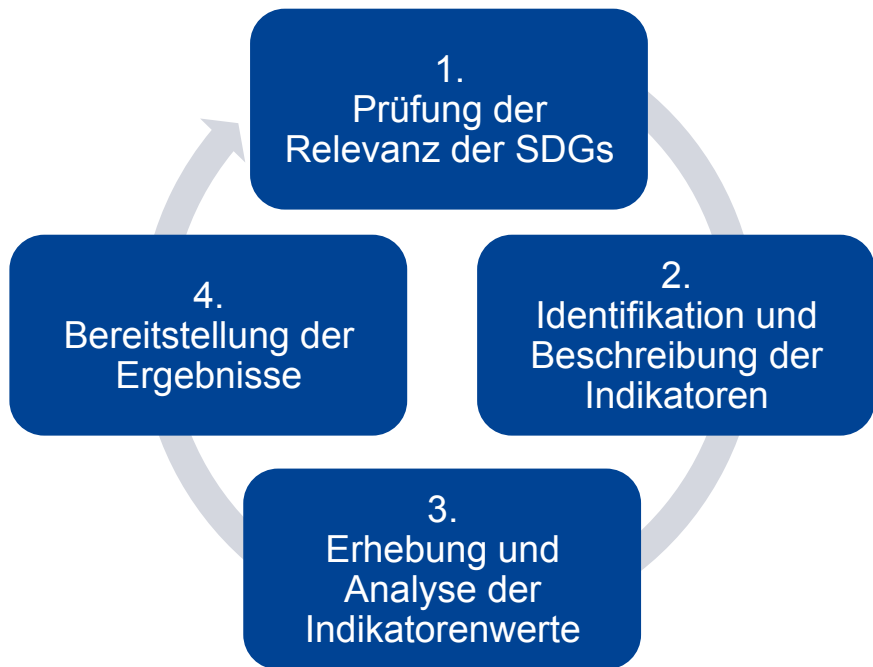 1.
Prüfung der
Relevanz der SDGs
2.
Identifikation und
Beschreibung der
Indikatoren
3.
Erhebung und
Analyse der
Indikatorenwerte
4.
Bereitstellung der
Ergebnisse